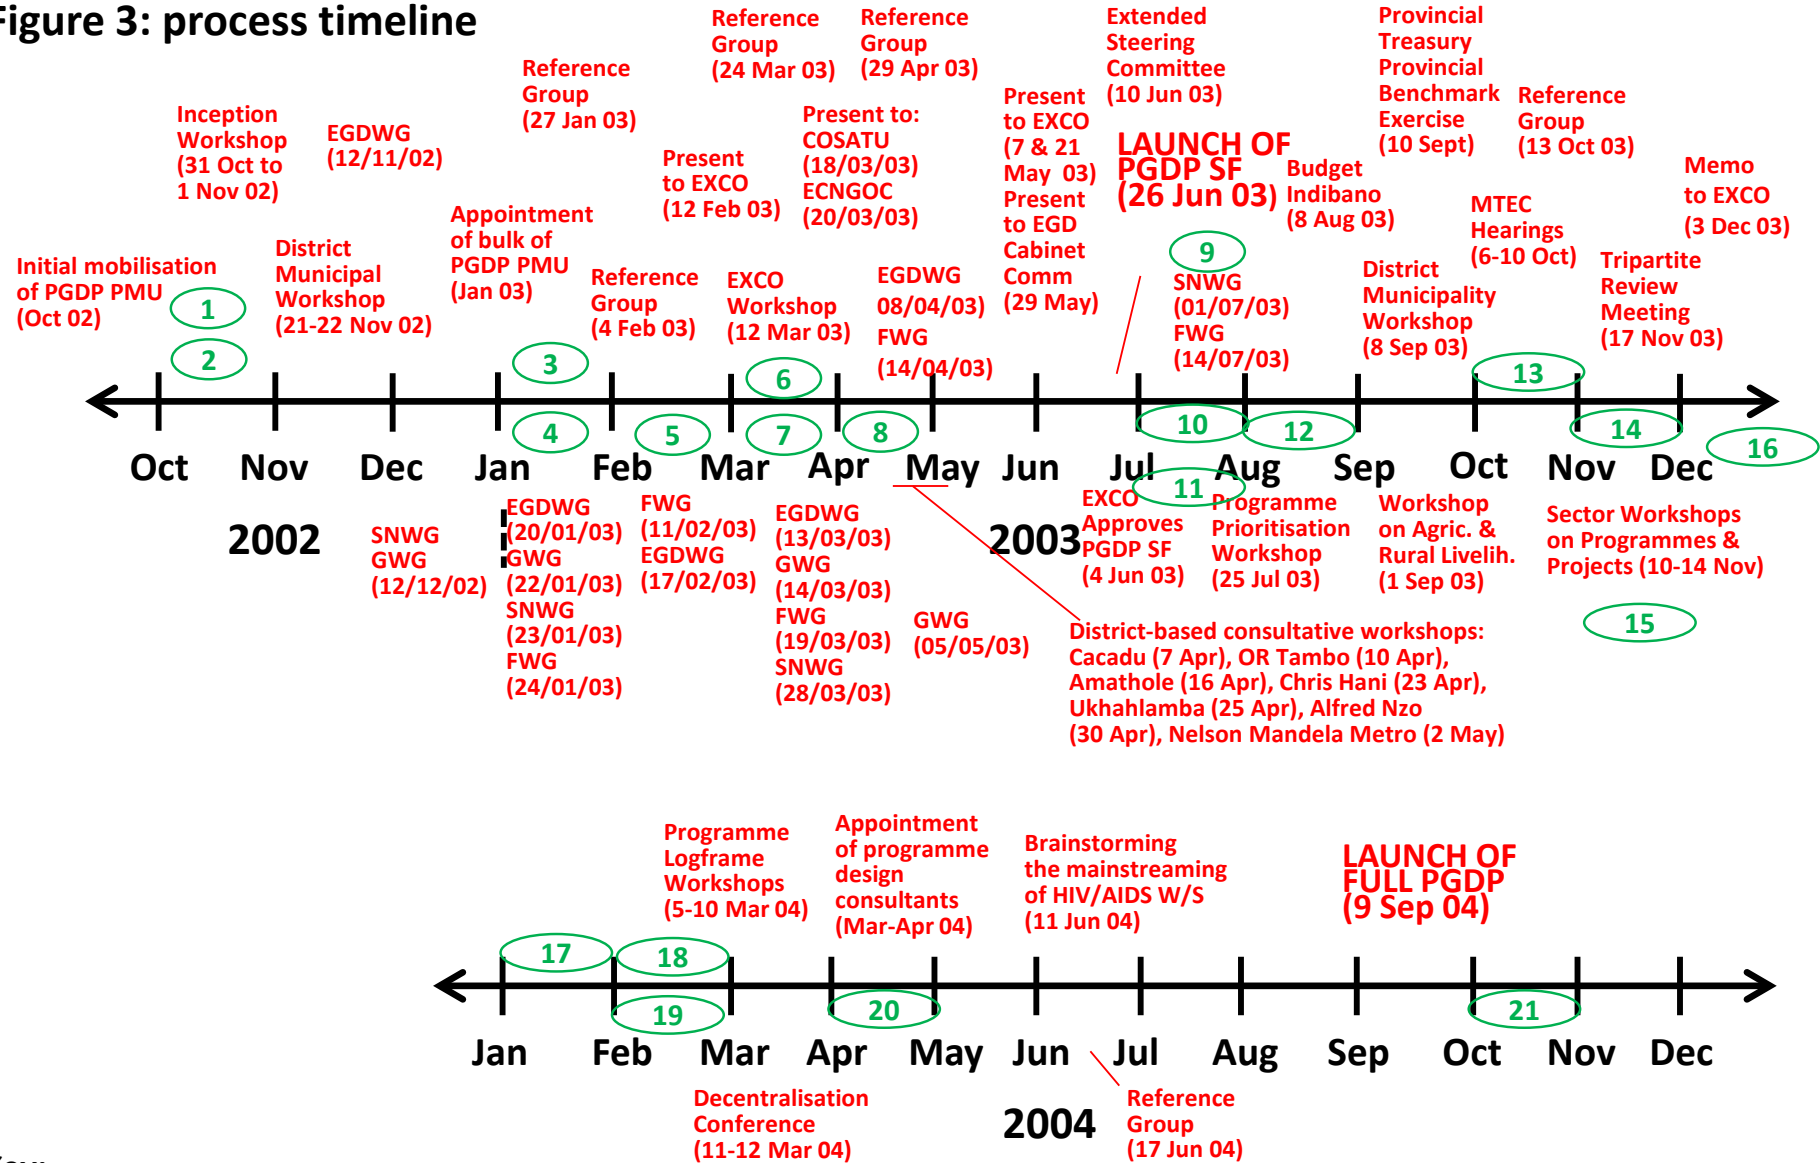 Figure 3: process timeline
Reference
Group
(24 Mar 03)
Reference
Group
(29 Apr 03)
Extended
Steering
Committee
(10 Jun 03)
Provincial
Treasury
Provincial
Benchmark
Exercise
(10 Sept)
Reference
Group
(27 Jan 03)
Inception
Workshop
(31 Oct to
1 Nov 02)
EGDWG
(12/11/02)
Present
to EXCO
(12 Feb 03)
Present to:
COSATU
(18/03/03)
ECNGOC
(20/03/03)
Present
to EXCO
(7 & 21
May 03)
Present
to EGD
Cabinet
Comm
(29 May)
LAUNCH OF
PGDP SF
(26 Jun 03)
Budget
Indibano
(8 Aug 03)
Reference
Group
(13 Oct 03)
Memo
to EXCO
(3 Dec 03)
Initial mobilisation
of PGDP PMU
(Oct 02)
District
Municipal
Workshop
(21-22 Nov 02)
Appointment
of bulk of
PGDP PMU
(Jan 03)
Reference
Group
(4 Feb 03)
EXCO
Workshop
(12 Mar 03)
EGDWG
08/04/03)
FWG
(14/04/03)
SNWG
(01/07/03)
FWG
(14/07/03)
District
Municipality
Workshop
(8 Sep 03)
MTEC
Hearings
(6-10 Oct)
Tripartite
Review
Meeting
(17 Nov 03)
1
2
3
4
5
6
7
8
9
10
11
12
13
14
15
16
Oct Nov Dec Jan Feb Mar Apr May Jun Jul Aug Sep Oct Nov Dec
2002
2003
SNWG
GWG
(12/12/02)
EGDWG
(20/01/03)
GWG
(22/01/03)
SNWG
(23/01/03)
FWG
(24/01/03)
FWG
(11/02/03)
EGDWG
(17/02/03)
EGDWG
(13/03/03)
GWG
(14/03/03)
FWG
(19/03/03)
SNWG
(28/03/03)
GWG
(05/05/03)
EXCO
Approves
PGDP SF
(4 Jun 03)
Programme
Prioritisation
Workshop
(25 Jul 03)
Workshop
on Agric. &
Rural Livelih.
(1 Sep 03)
Sector Workshops
on Programmes &
Projects (10-14 Nov)
District-based consultative workshops:
Cacadu (7 Apr), OR Tambo (10 Apr),
Amathole (16 Apr), Chris Hani (23 Apr),
Ukhahlamba (25 Apr), Alfred Nzo
(30 Apr), Nelson Mandela Metro (2 May)
Programme
Logframe
Workshops
(5-10 Mar 04)
Appointment
of programme
design
consultants
(Mar-Apr 04)
Brainstorming
the mainstreaming
of HIV/AIDS W/S
(11 Jun 04)
LAUNCH OF
FULL PGDP
(9 Sep 04)
17
18
19
20
21
Jan Feb Mar Apr May Jun Jul Aug Sep Oct Nov Dec
2004
Decentralisation
Conference
(11-12 Mar 04)
Reference
Group
(17 Jun 04)